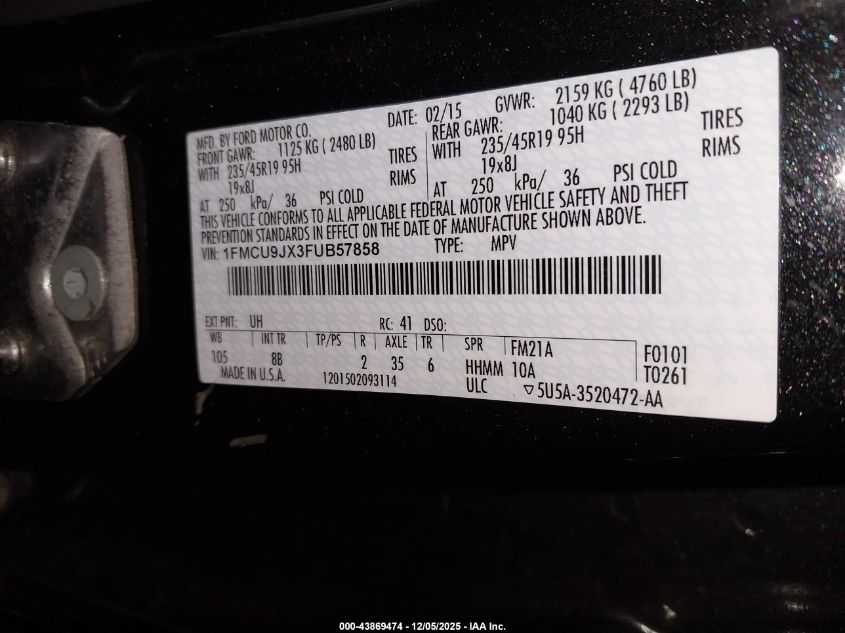 MFD. BY FORD MOTOR CO.
DATE: 02/15 GVWR: 2159 KG ( 4760 LB)
FRONT GAWR: 1125 KG ( 2480 LB)
WITH 235/45R19 95H TIRES
19x8J RIMS
AT 250 kPa/ 36 PSI COLD
REAR GAWR: 1040 KG ( 2293 LB)
WITH 235/45R19 95H TIRES
19x8J RIMS
AT 250 kPa/ 36 PSI COLD
THIS VEHICLE CONFORMS TO ALL APPLICABLE FEDERAL MOTOR VEHICLE SAFETY AND THEFT
PREVENTION STANDARDS IN EFFECT ON THE DATE OF MANUFACTURE SHOWN ABOVE.
VIN: 1FMCU9JX3FUB57858 TYPE: MPV
EXT PNT: UH RC: 41 DSO:
WB INT TR TP/PS R AXLE TR SPR FM21A F0101
105 8B 2 35 6 HHMM 10A T0261
MADE IN U.S.A. 1201502093114 ULC ▽5U5A-3520472-AA
000-43869474 - 12/05/2025 - IAA Inc.